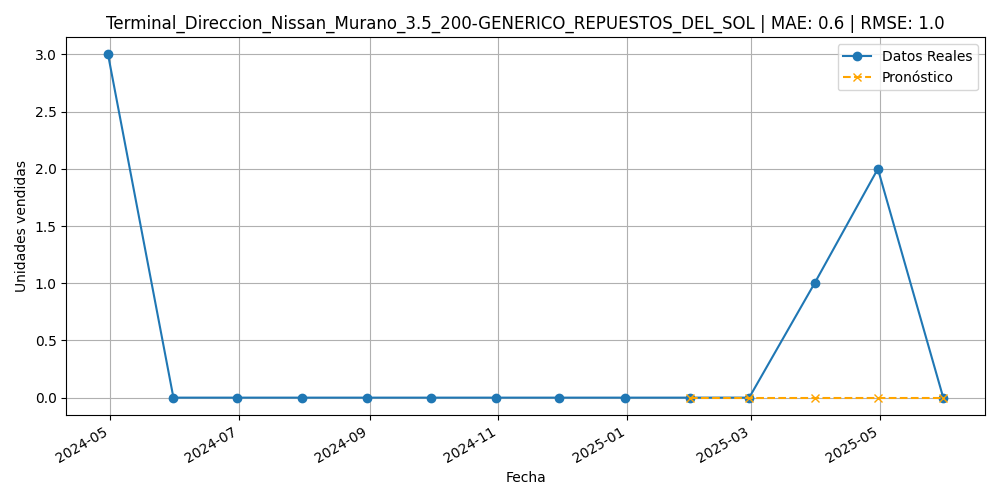 Terminal_Direccion_Nissan_Murano_3.5_200-GENERICO_REPUESTOS_DEL_SOL | MAE: 0.6 | RMSE: 1.0
Datos Reales
Pronóstico
Unidades vendidas
3.0
2.5
2.0
1.5
1.0
0.5
0.0
2024-05
2024-07
2024-09
2024-11
2025-01
2025-03
2025-05
Fecha